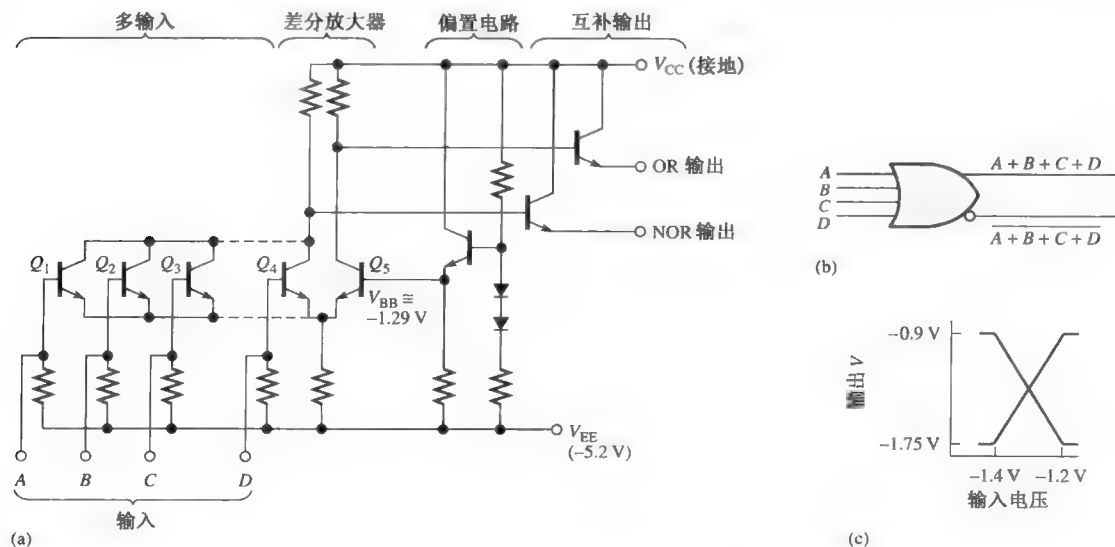 多输入 差分放大器 偏置电路 互补输出
V_CC (接地)
OR 输出
NOR 输出
Q_1 Q_2 Q_3 Q_4 Q_5
V_BB ≅
−1.29 V
V_EE
(−5.2 V)
A B C D
输入
(a)
A
B
C
D
A + B + C + D
\overline{A + B + C + D}
(b)
−0.9 V
输出 V
−1.75 V
−1.4 V −1.2 V
输入电压
(c)